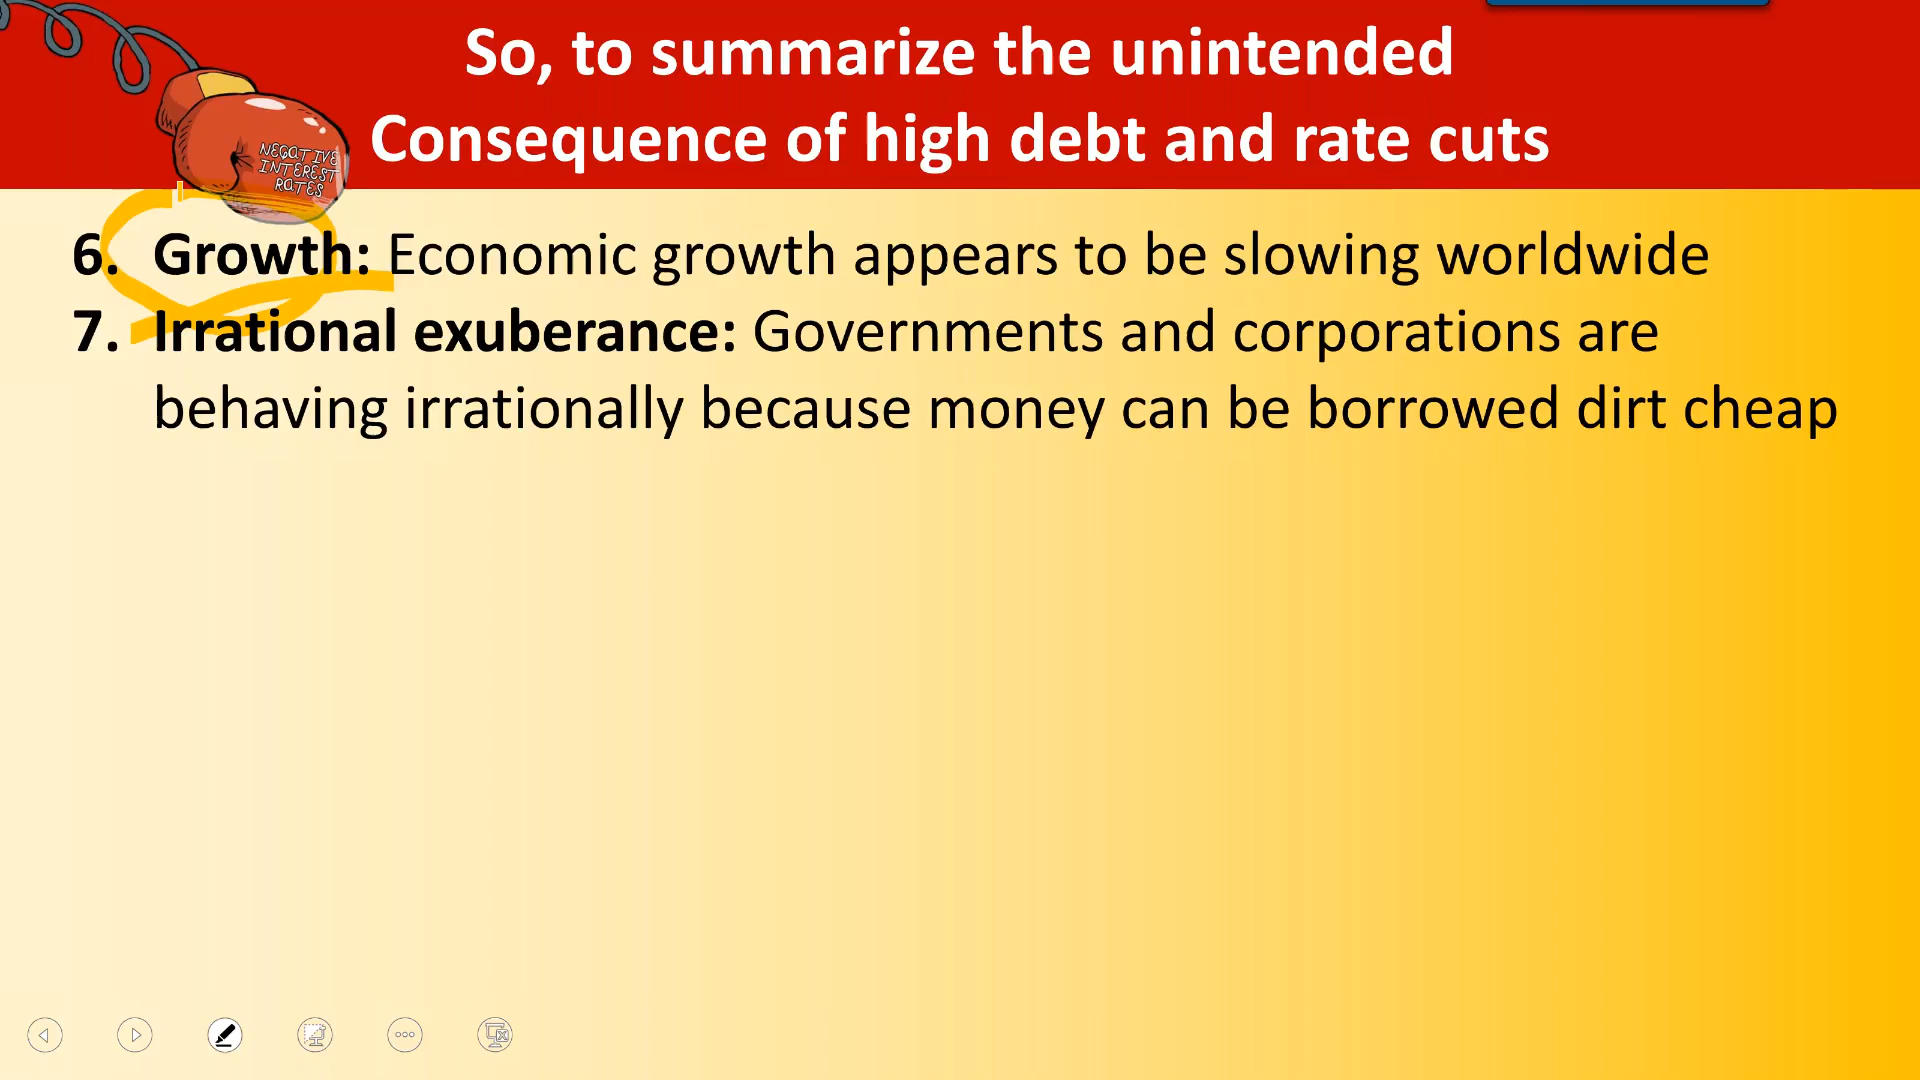 So, to summarize the unintended
Consequence of high debt and rate cuts
NEGATIVE
INTEREST
RATES
6. Growth: Economic growth appears to be slowing worldwide
7. Irrational exuberance: Governments and corporations are
behaving irrationally because money can be borrowed dirt cheap